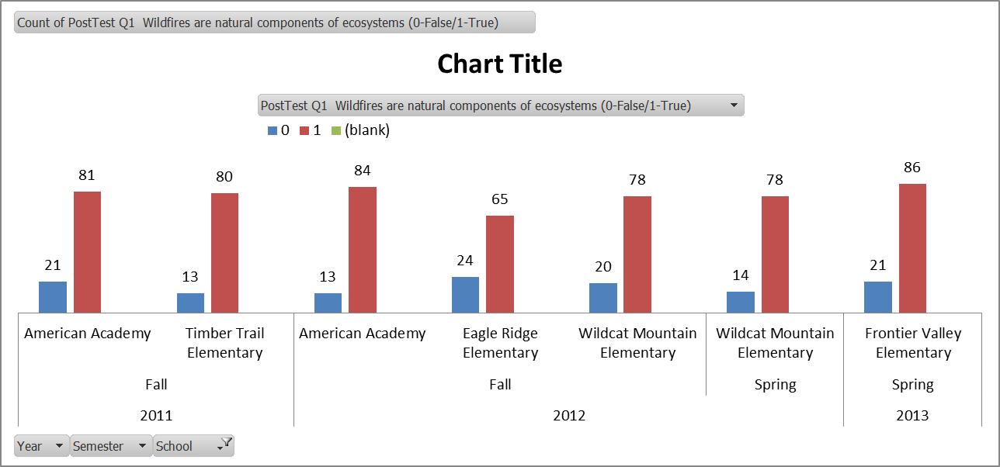 Count of PostTest Q1  Wildfires are natural components of ecosystems (0-False/1-True)
Chart Title
PostTest Q1  Wildfires are natural components of ecosystems (0-False/1-True)
0 1 (blank)
21 81 13 80 13 84 24 65 20 78 14 78 21 86
American Academy Timber Trail Elementary American Academy Eagle Ridge Elementary Wildcat Mountain Elementary Wildcat Mountain Elementary Frontier Valley Elementary
Fall Fall Spring Spring
2011 2012 2013
Year Semester School